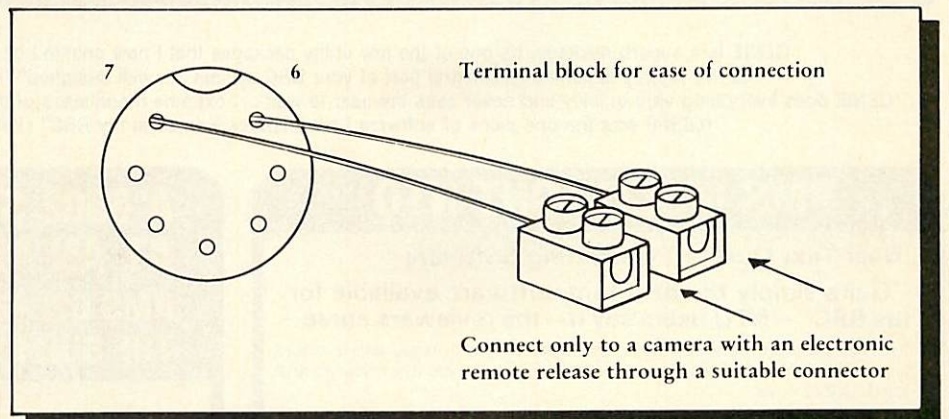 7 6 Terminal block for ease of connection
Connect only to a camera with an electronic
remote release through a suitable connector